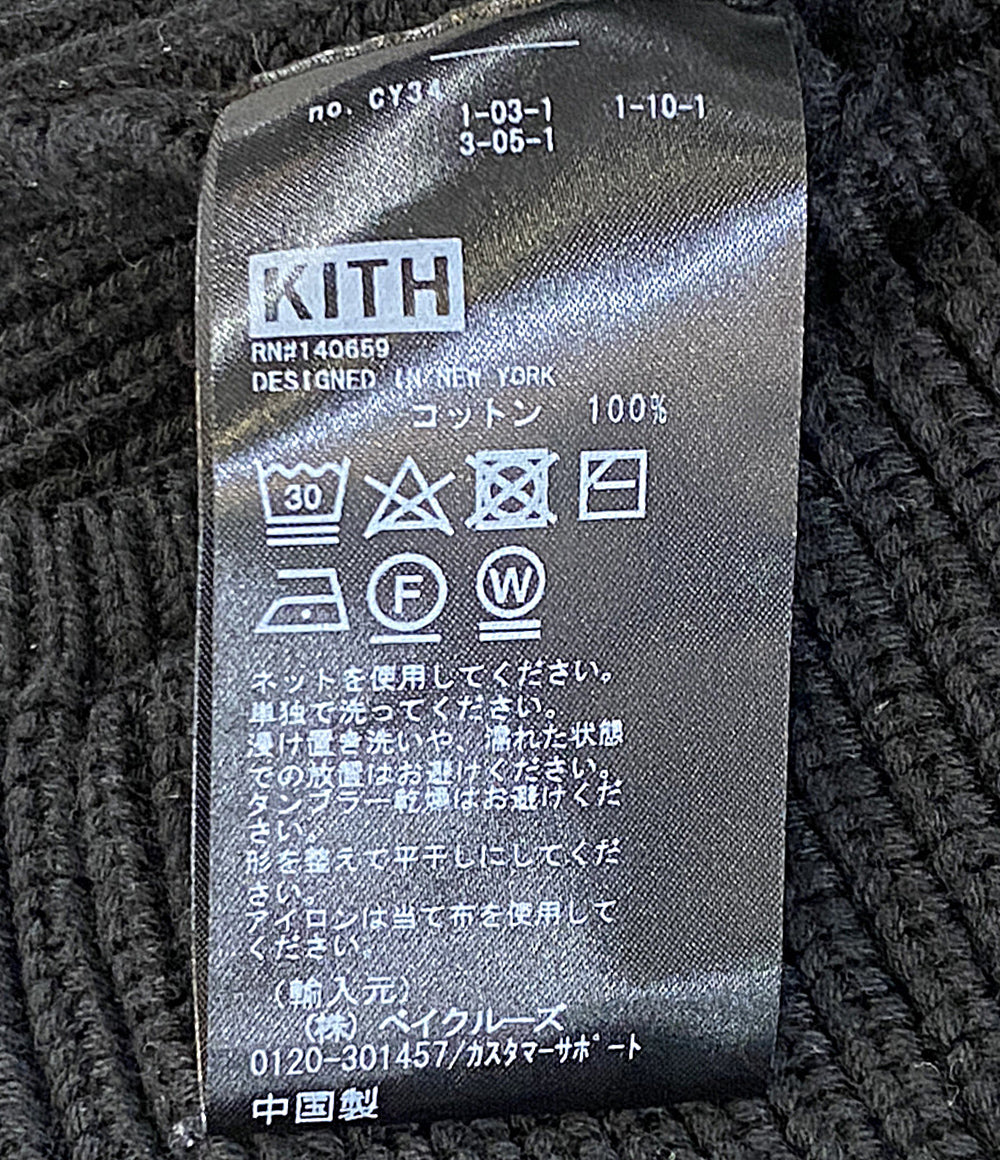 no. CY34
1-03-1 1-10-1
3-05-1
KITH
RN#140659
DESIGNED IN NEW YORK
コットン 100%
30
F W
ネットを使用してください。
単独で洗ってください。
浸け置き洗いや、濡れた状態
での放置はお避けください。
タンブラー乾燥はお避けくだ
さい。
形を整えて平干しにしてくだ
さい。
アイロンは当て布を使用して
ください。
(輸入元)
(株) ベイクルーズ
0120-301457/ｶｽﾀﾏｰｻﾎﾟｰﾄ
中国製